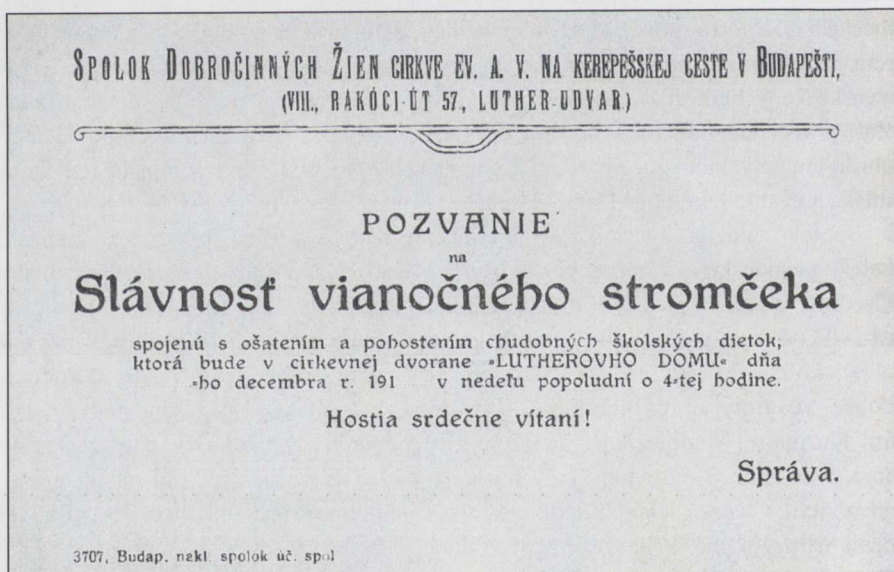 SPOLOK DOBROČINNÝCH ŽIEN CIRKVE EV. A. V. NA KEREPEŠSKEJ CESTE V BUDAPEŠTI,
(VIII., RAKÓCI-ÚT 57., LUTHER-UDVAR.)
POZVANIE
na
Slávnosť vianočného stromčeka
spojenú s ošatením a pohostením chudobných školských dietok,
ktorá bude v cirkevnej dvorane »LUTHEROVHO DOMU« dňa
-ho decembra r. 191 v nedeľu popoludní o 4-tej hodine.
Hostia srdečne vítaní!
Správa.
3707, Budap. nakl. spolok úč. spol